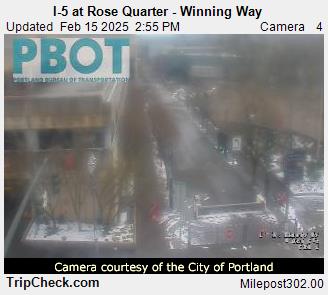 I-5 at Rose Quarter - Winning Way
Updated Feb 15 2025 2:55 PM Camera 4
PBOT
PORTLAND BUREAU OF TRANSPORTATION
Camera courtesy of the City of Portland
TripCheck.com Milepost302.00